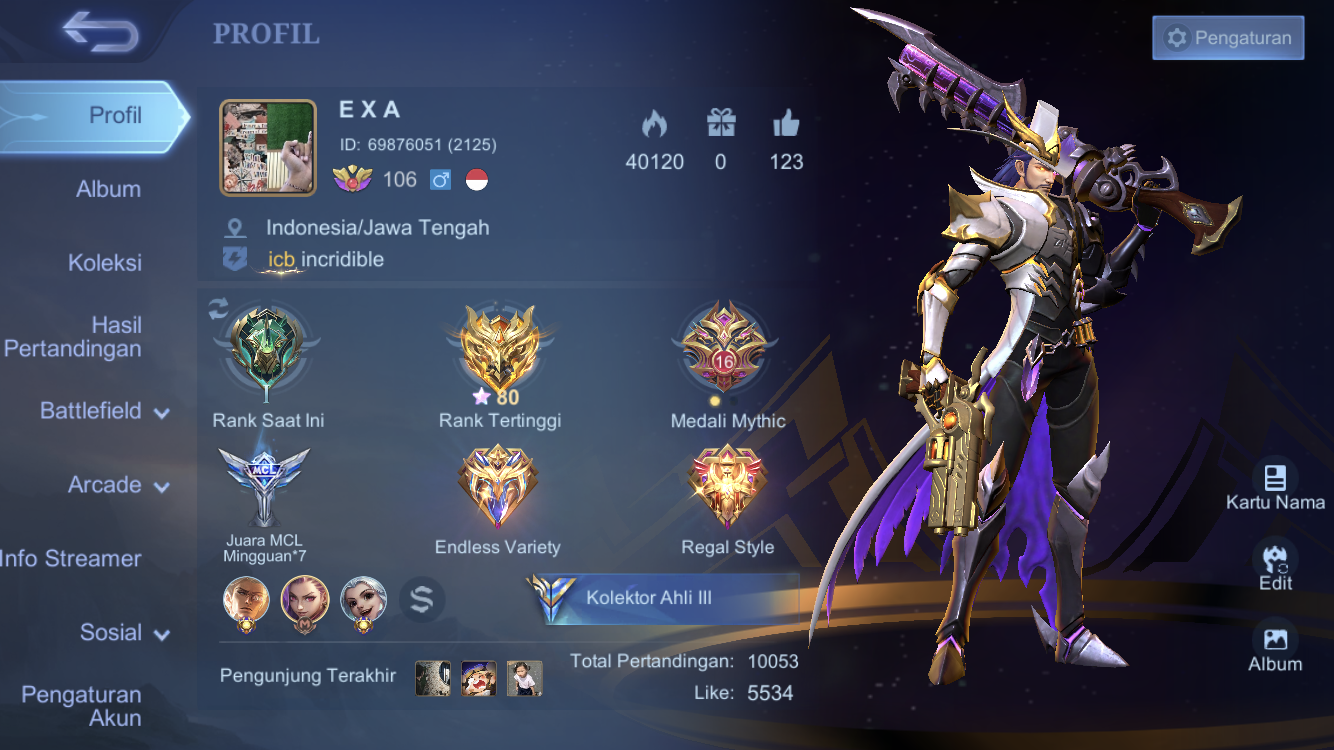 PROFIL
Pengaturan
Profil
Album
Koleksi
Hasil
Pertandingan
Battlefield
Arcade
Info Streamer
Sosial
Pengaturan
Akun
E X A
ID: 69876051 (2125)
106
40120
0
123
Indonesia/Jawa Tengah
icb incridible
80
16
Rank Saat Ini
Rank Tertinggi
Medali Mythic
MCL
Juara MCL
Mingguan*7
Endless Variety
Regal Style
Kolektor Ahli III
Pengunjung Terakhir
Total Pertandingan: 10053
Like: 5534
Kartu Nama
Edit
Album